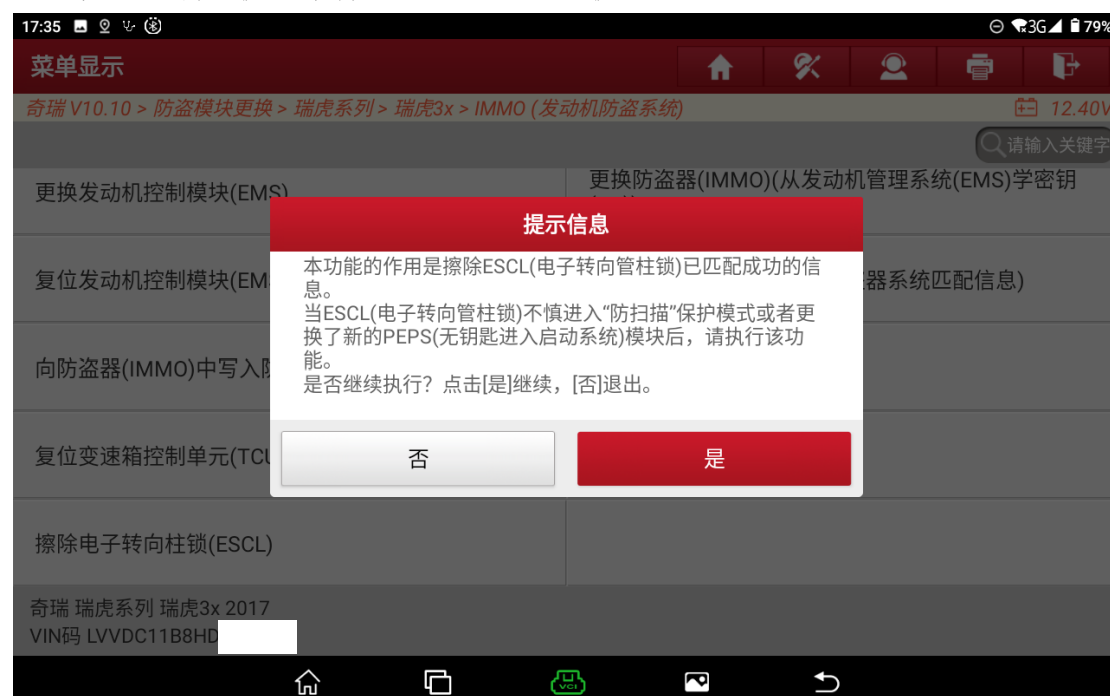 17:35
3G 79%
菜单显示
奇瑞 V10.10 > 防盗模块更换 > 瑞虎系列 > 瑞虎3x > IMMO (发动机防盗系统)
12.40V
请输入关键字
更换发动机控制模块(EMS)
更换防盗器(IMMO)(从发动机管理系统(EMS)学密钥
提示信息
本功能的作用是擦除ESCL(电子转向管柱锁)已匹配成功的信
息。
当ESCL(电子转向管柱锁)不慎进入“防扫描”保护模式或者更
换了新的PEPS(无钥匙进入启动系统)模块后，请执行该功
能。
是否继续执行？点击[是]继续，[否]退出。
否
是
复位发动机控制模块(EM
器系统匹配信息)
向防盗器(IMMO)中写入
复位变速箱控制单元(TCU
擦除电子转向柱锁(ESCL)
奇瑞 瑞虎系列 瑞虎3x 2017
VIN码 LVVDC11B8HD
VCI